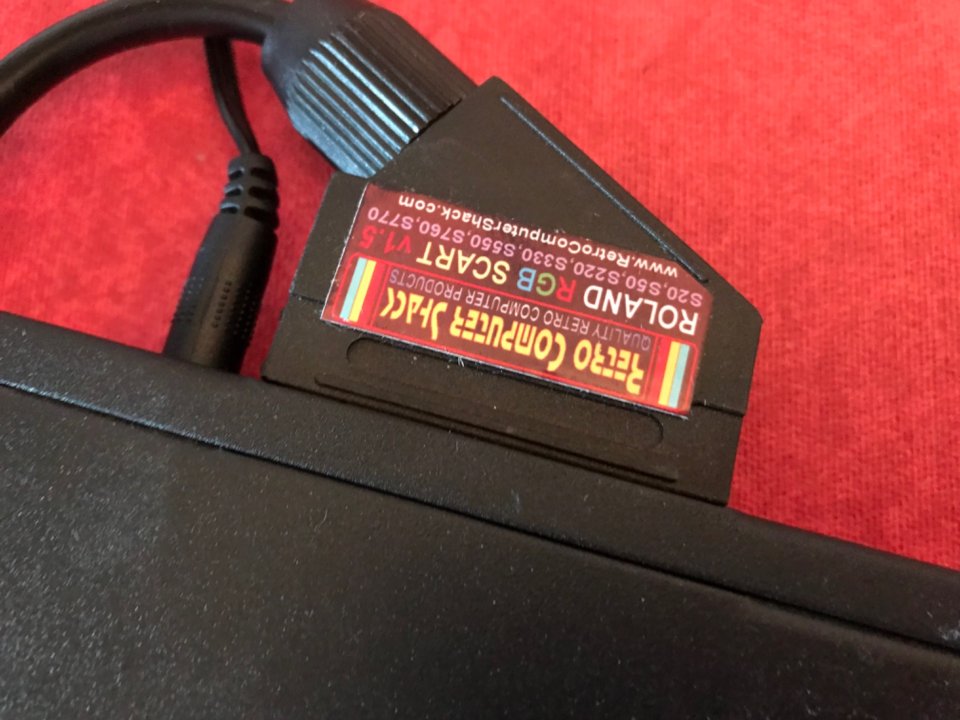 RETRO COMPUTER SHACK
QUALITY RETRO COMPUTER PRODUCTS
ROLAND RGB SCART v1.5
S20,S50,S220,S330,S550,S760,S770
www.RetroComputerShack.com